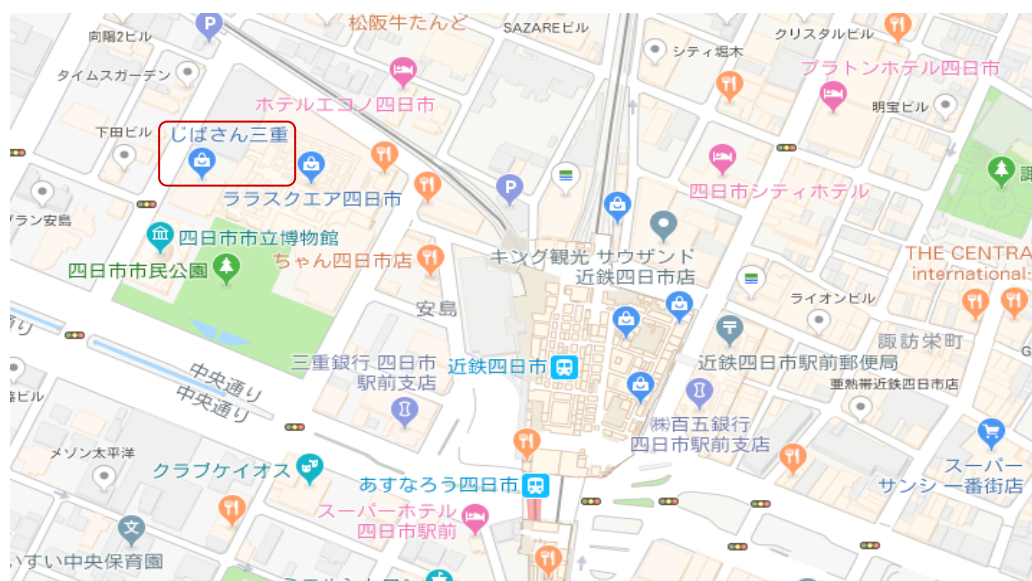 松阪牛たんど
SAZAREビル
クリスタルビル
向陽2ビル
シティ堀木
プラトンホテル四日市
タイムスガーデン
ホテルエコノ四日市
明宝ビル
下田ビル
じばさん三重
P
P
四日市シティホテル
ララスクエア四日市
グラン安島
四日市市立博物館
キング観光 サウザンド
近鉄四日市店
ちゃん四日市店
四日市市民公園
THE CENTRA
international
安島
ライオンビル
諏訪栄町
三重銀行 四日市
駅前支店
近鉄四日市
近鉄四日市駅前郵便局
中央通り
中央通り
亜熱帯近鉄四日市店
㈱百五銀行
四日市駅前支店
メゾン太平洋
クラブケイオス
あすなろう四日市
スーパー
サンシ 一番街店
スーパーホテル
四日市駅前
文
いすい中央保育園